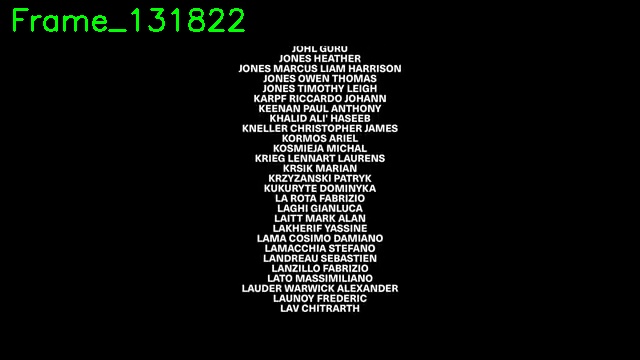 Frame_131822
JOHL GURU
JONES HEATHER
JONES MARCUS LIAM HARRISON
JONES OWEN THOMAS
JONES TIMOTHY LEIGH
KARPF RICCARDO JOHANN
KEENAN PAUL ANTHONY
KHALID ALI' HASEEB
KNELLER CHRISTOPHER JAMES
KORMOS ARIEL
KOSMIEJA MICHAL
KRIEG LENNART LAURENS
KRSIK MARIAN
KRZYZANSKI PATRYK
KUKURYTE DOMINYKA
LA ROTA FABRIZIO
LAGHI GIANLUCA
LAITT MARK ALAN
LAKHERIF YASSINE
LAMA COSIMO DAMIANO
LAMACCHIA STEFANO
LANDREAU SEBASTIEN
LANZILLO FABRIZIO
LATO MASSIMILIANO
LAUDER WARWICK ALEXANDER
LAUNOY FREDERIC
LAV CHITRARTH